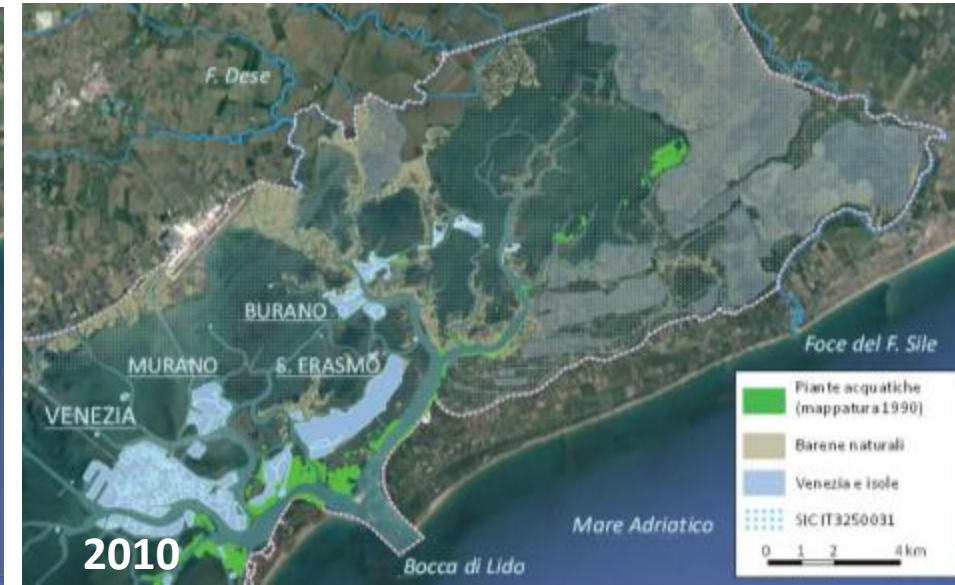 F. Dese
BURANO
MURANO
S. ERASMO
VENEZIA
Foce del F. Sile
Mare Adriatico
Bocca di Lido
2010
Piante acquatiche
(mappatura 1990)
Barene naturali
Venezia e isole
SIC IT3250031
0 1 2 4 km